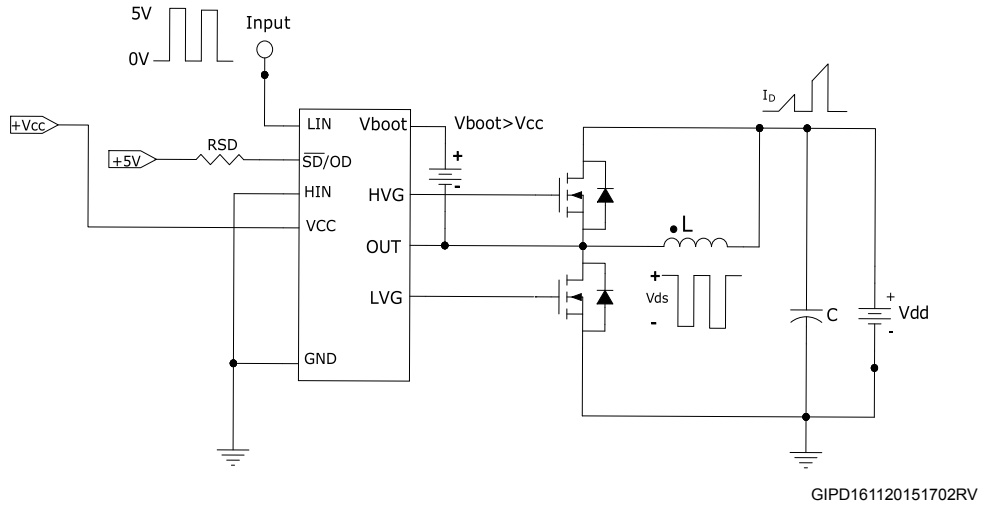 5V
0V
Input
+Vcc
+5V
RSD
LIN
SD/OD
HIN
VCC
GND
Vboot
HVG
OUT
LVG
Vboot>Vcc
+
-
L
+
Vds
-
ID
C
+
Vdd
-
GIPD161120151702RV